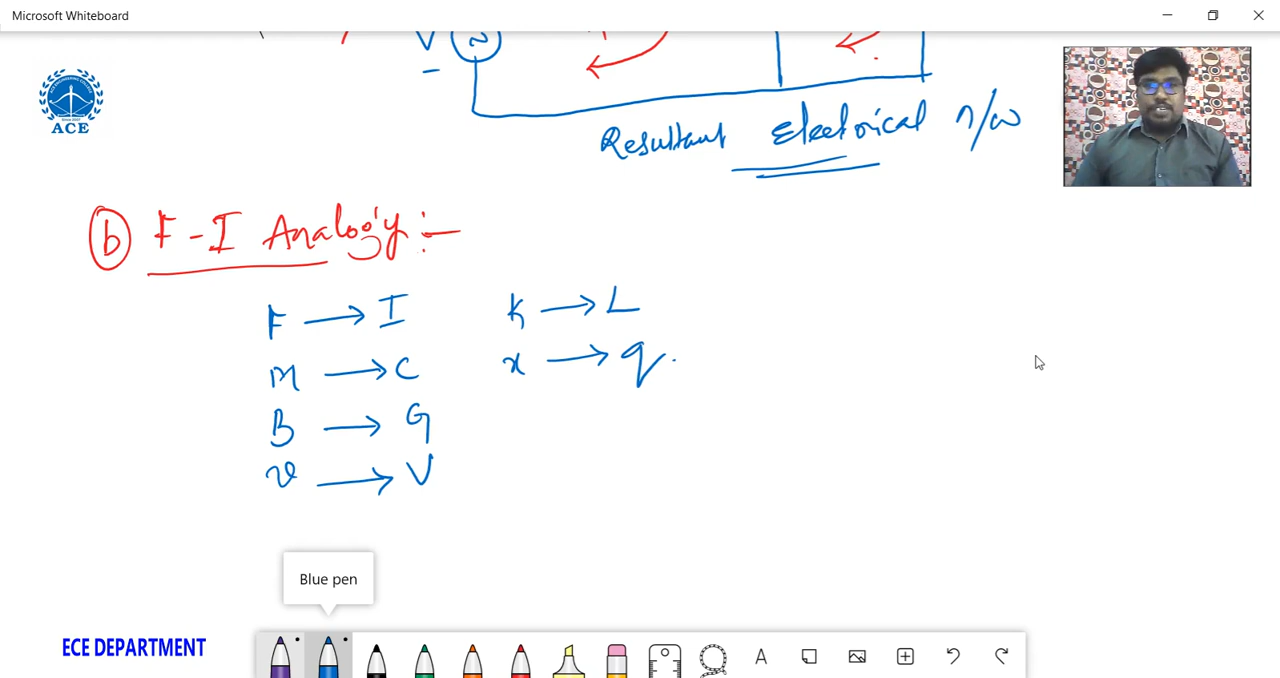 Microsoft Whiteboard
V
Resultant Electrical n/w
ACE
b F-I Analogy:-
F → I K → L
M → C x → q.
B → G
v → V
Blue pen
ECE DEPARTMENT
A